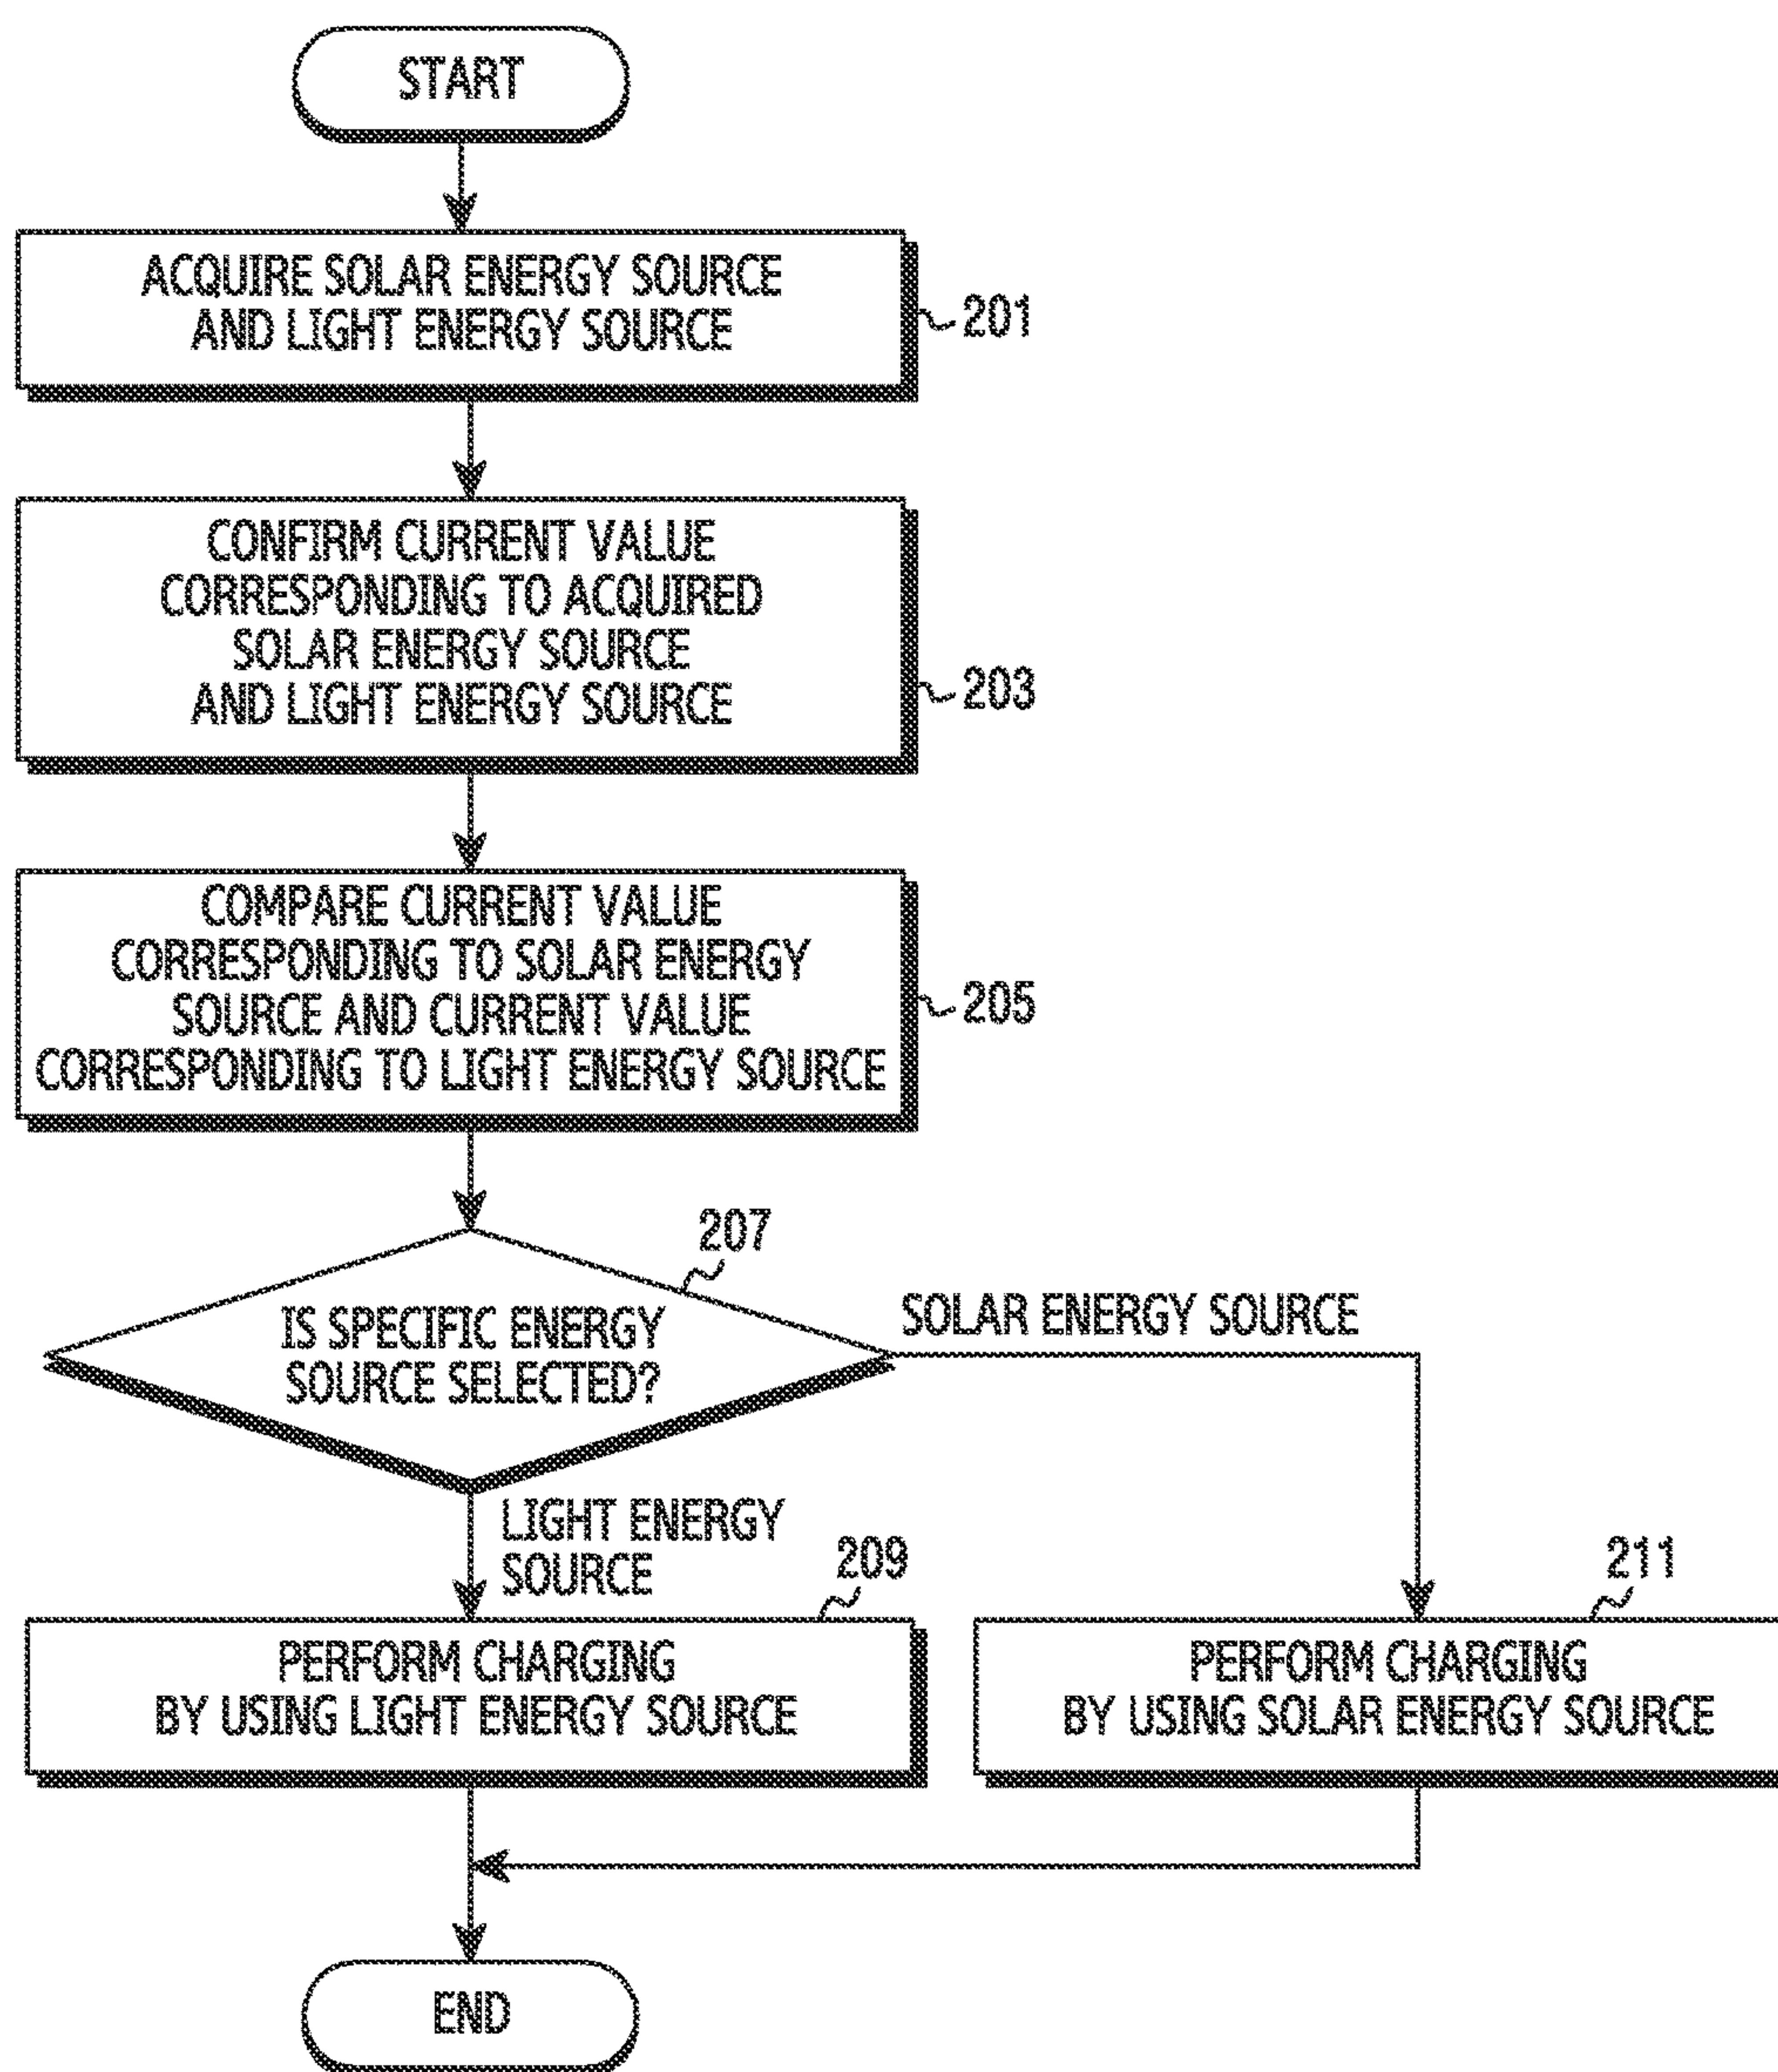 START
ACQUIRE SOLAR ENERGY SOURCE
AND LIGHT ENERGY SOURCE
201
CONFIRM CURRENT VALUE
CORRESPONDING TO ACQUIRED
SOLAR ENERGY SOURCE
AND LIGHT ENERGY SOURCE
203
COMPARE CURRENT VALUE
CORRESPONDING TO SOLAR ENERGY
SOURCE AND CURRENT VALUE
CORRESPONDING TO LIGHT ENERGY SOURCE
205
207
IS SPECIFIC ENERGY
SOURCE SELECTED?
SOLAR ENERGY SOURCE
LIGHT ENERGY
SOURCE
209
211
PERFORM CHARGING
BY USING LIGHT ENERGY SOURCE
PERFORM CHARGING
BY USING SOLAR ENERGY SOURCE
END